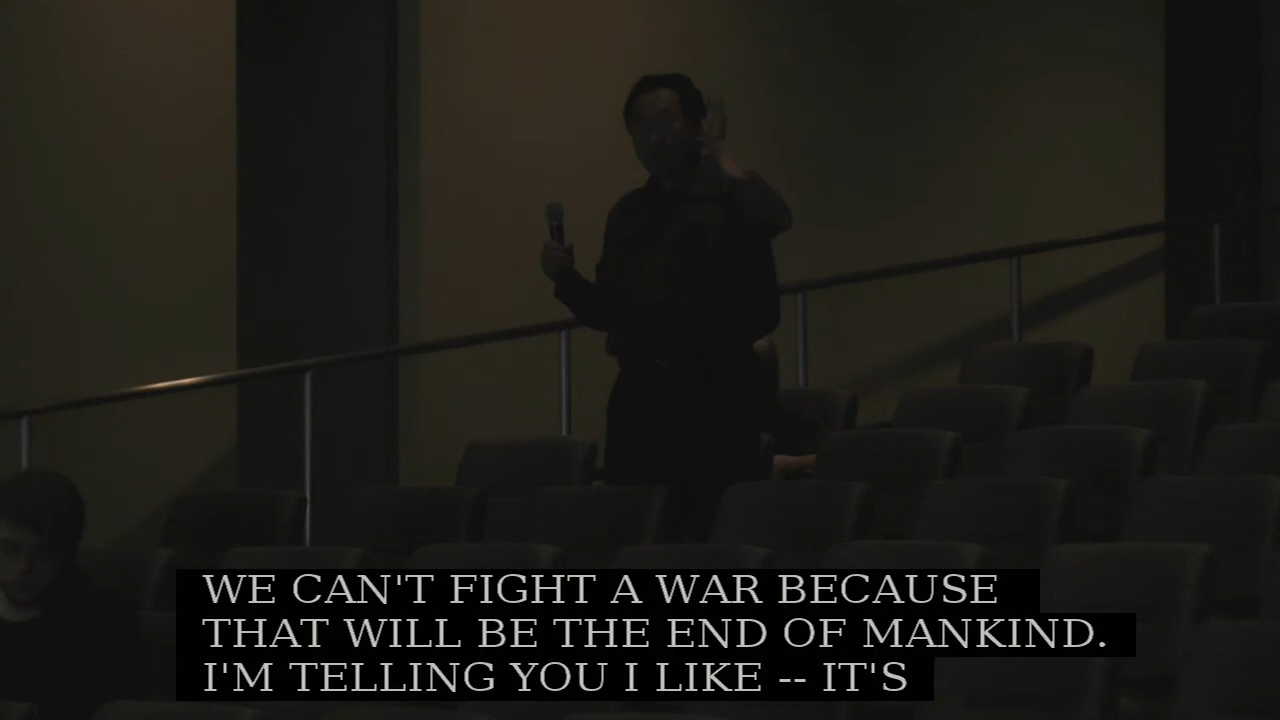 WE CAN'T FIGHT A WAR BECAUSE
THAT WILL BE THE END OF MANKIND.
I'M TELLING YOU I LIKE -- IT'S